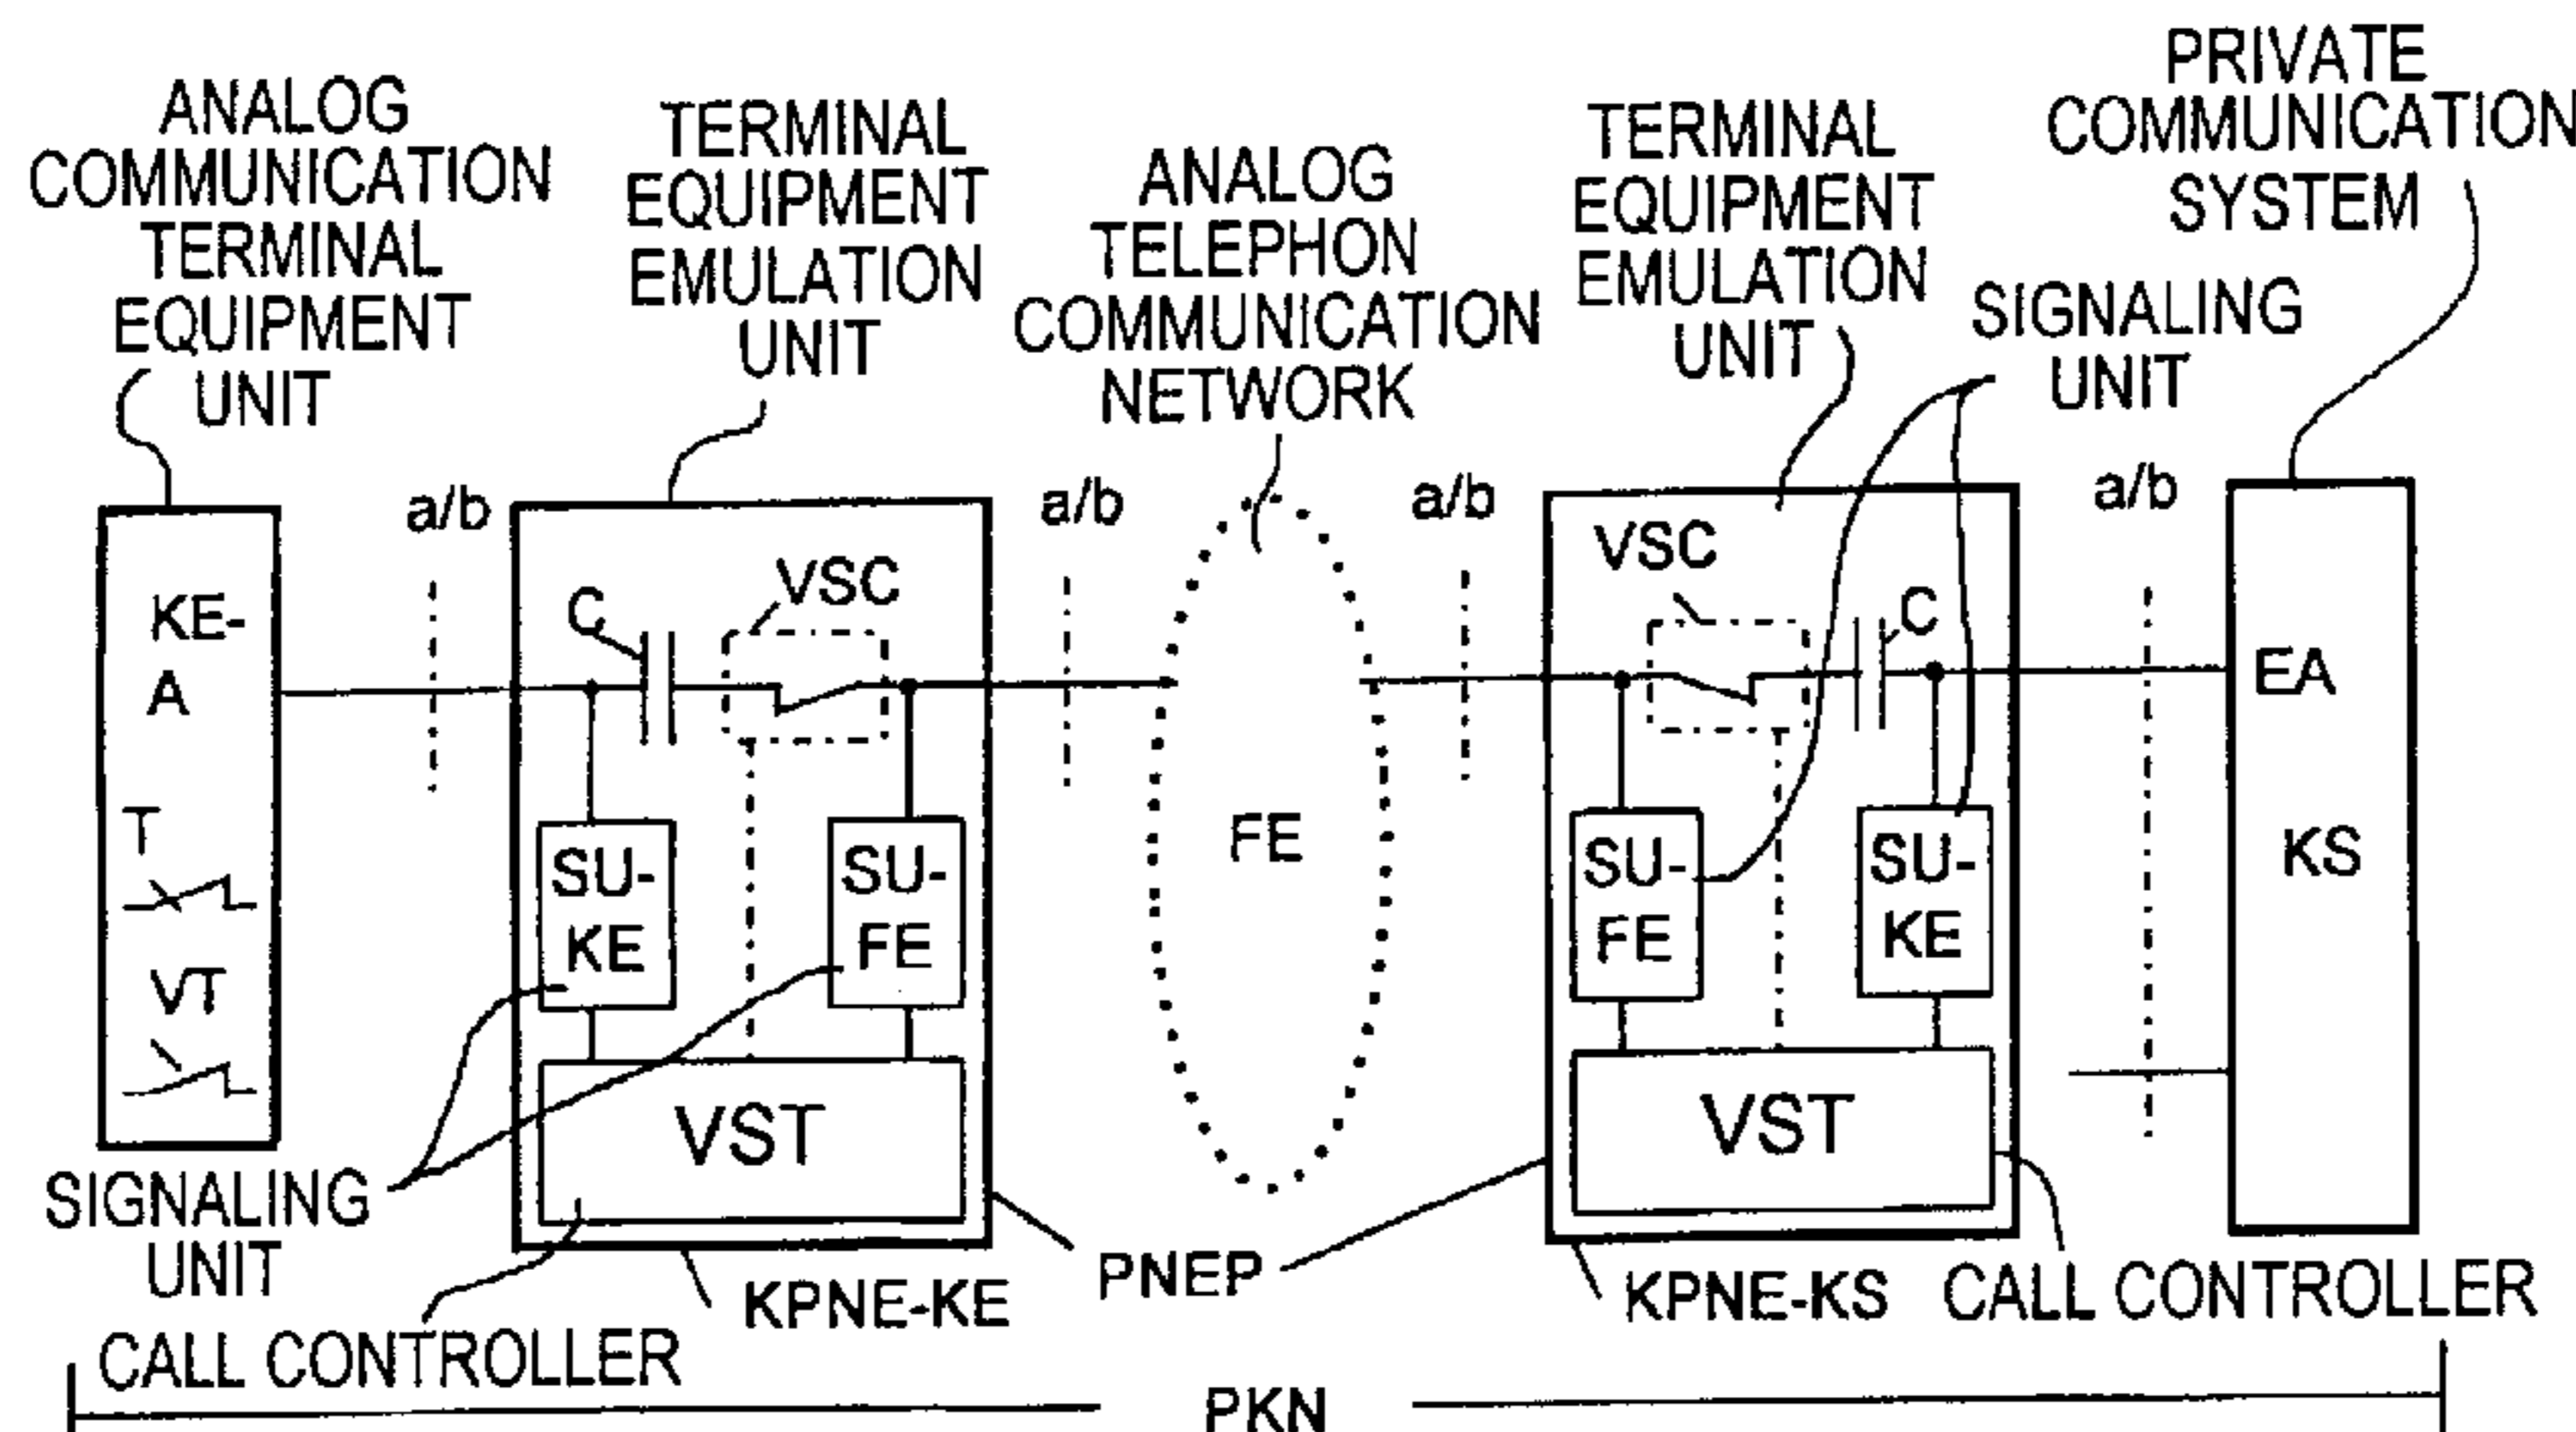 ANALOG
COMMUNICATION
TERMINAL
EQUIPMENT
UNIT
TERMINAL
EQUIPMENT
EMULATION
UNIT
ANALOG
TELEPHON
COMMUNICATION
NETWORK
TERMINAL
EQUIPMENT
EMULATION
UNIT
SIGNALING
UNIT
PRIVATE
COMMUNICATION
SYSTEM
a/b
a/b
a/b
a/b
KE-
A
T
VT
C
VSC
SU-
KE
SU-
FE
VST
FE
VSC
C
SU-
FE
SU-
KE
VST
EA
KS
SIGNALING
UNIT
CALL CONTROLLER
KPNE-KE
PNEP
KPNE-KS
CALL CONTROLLER
PKN